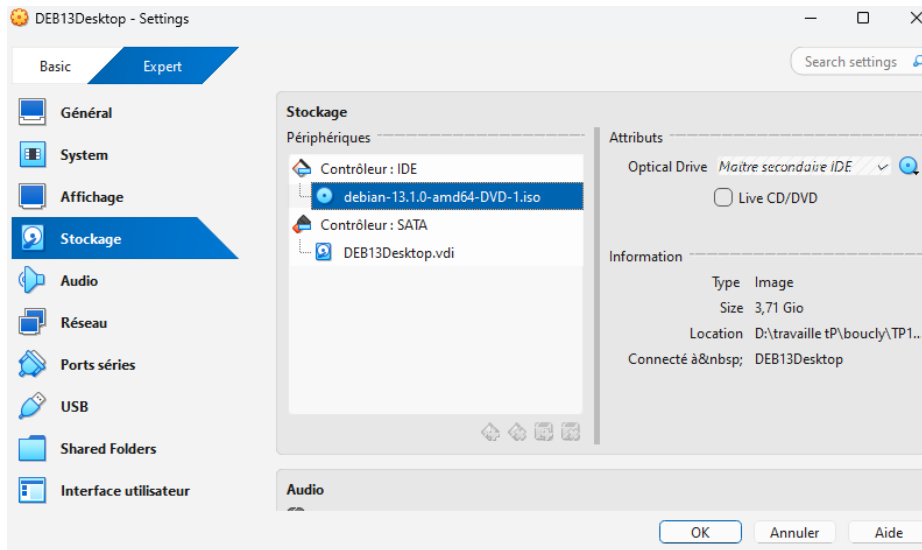 DEB13Desktop - Settings
Basic
Expert
Search settings
Général
System
Affichage
Stockage
Audio
Réseau
Ports séries
USB
Shared Folders
Interface utilisateur
Stockage
Périphériques
Contrôleur : IDE
debian-13.1.0-amd64-DVD-1.iso
Contrôleur : SATA
DEB13Desktop.vdi
Attributs
Optical Drive Maître secondaire IDE
Live CD/DVD
Information
Type Image
Size 3,71 Gio
Location D:\travaille tP\boucly\TP1...
Connecté à&nbsp; DEB13Desktop
Audio
OK
Annuler
Aide